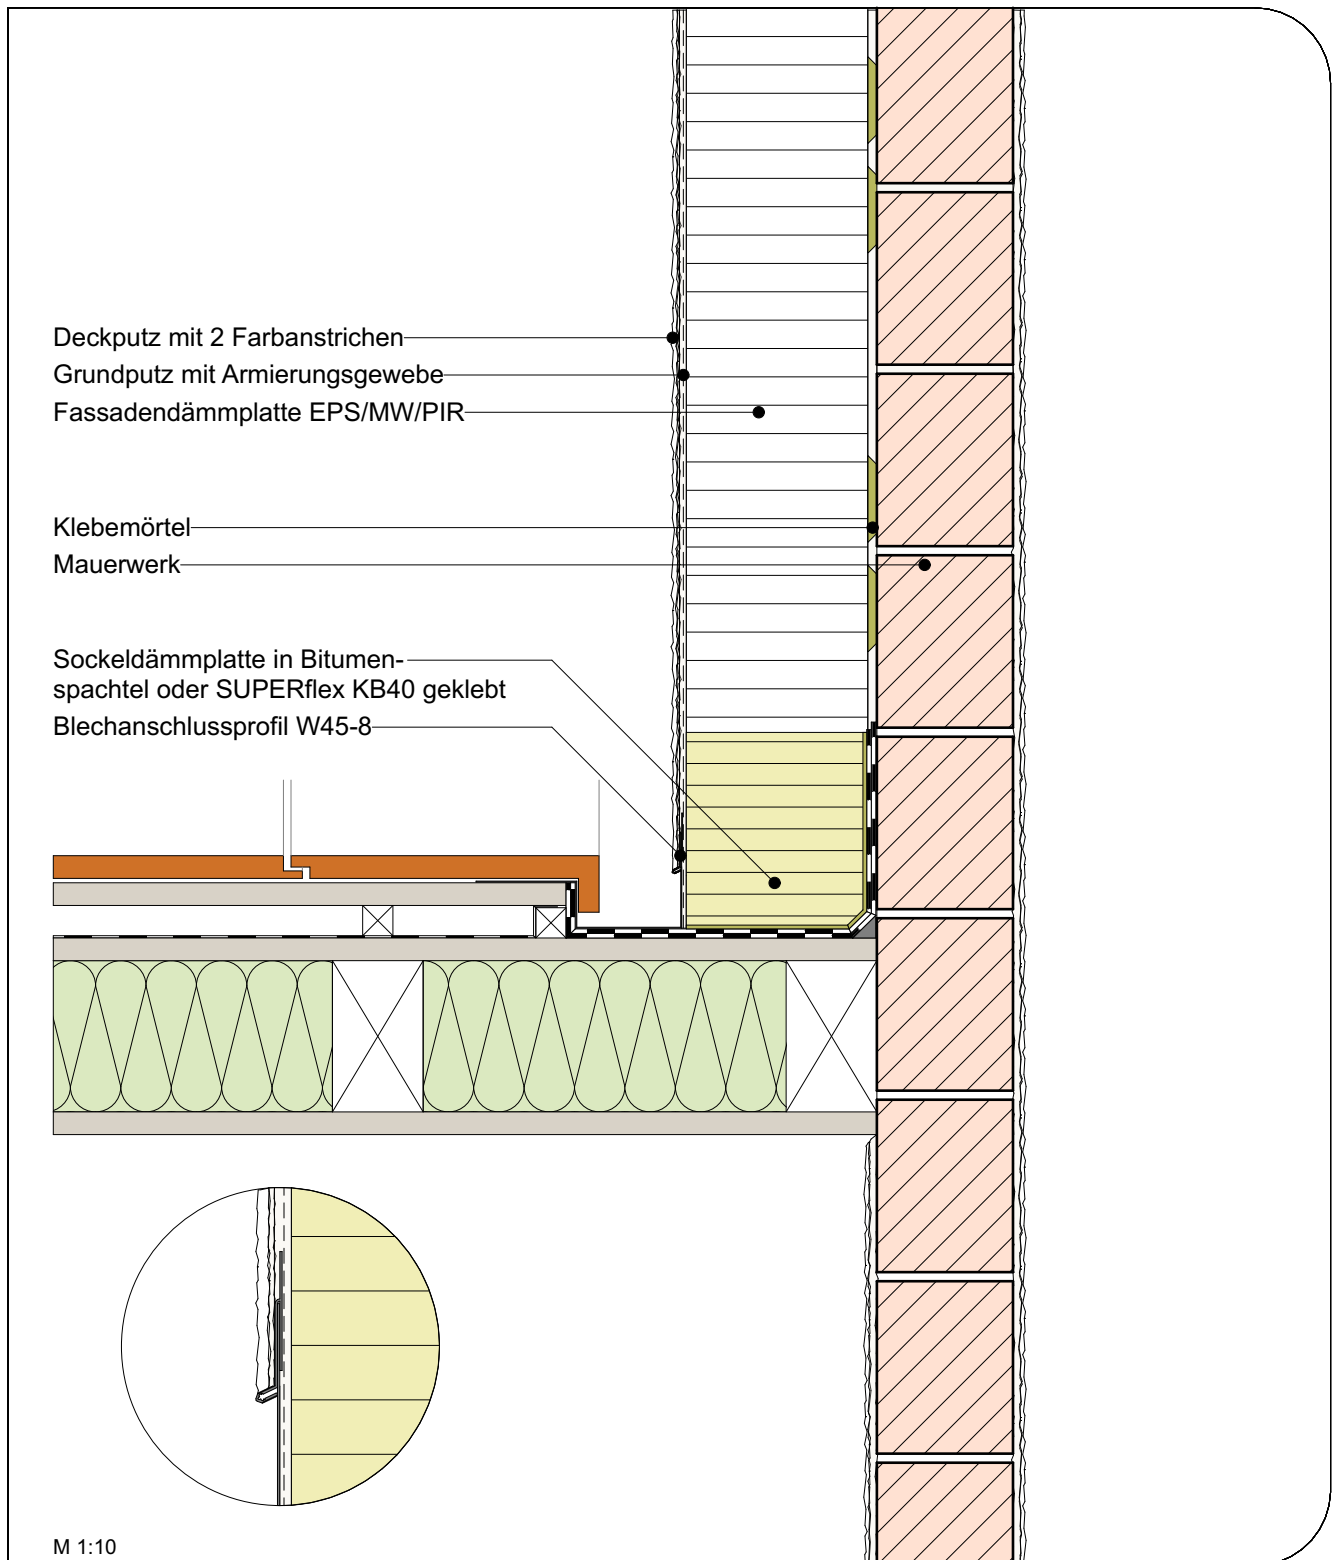 Deckputz mit 2 Farbanstrichen
Grundputz mit Armierungsgewebe
Fassadendämmplatte EPS/MW/PIR
Klebemörtel
Mauerwerk
Sockeldämmplatte in Bitumen-
spachtel oder SUPERflex KB40 geklebt
Blechanschlussprofil W45-8
M 1:10